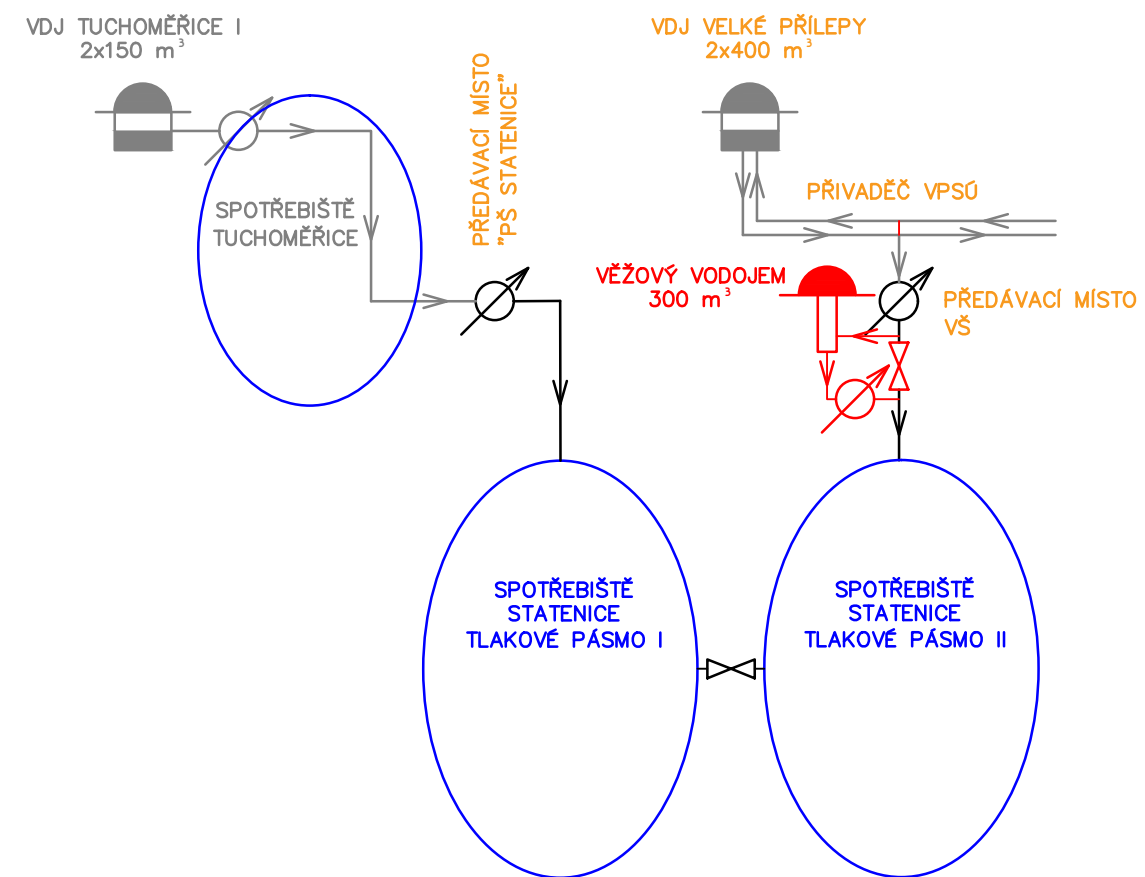 VDJ TUCHOMĚŘICE I
2x150 m³
PŘEDÁVACÍ MÍSTO
"PŠ STATENICE"
VDJ VELKÉ PŘÍLEPY
2x400 m³
PŘIVADĚČ VPSÚ
SPOTŘEBIŠTĚ
TUCHOMĚŘICE
VĚŽOVÝ VODOJEM
300 m³
PŘEDÁVACÍ MÍSTO
VŠ
SPOTŘEBIŠTĚ
STATENICE
TLAKOVÉ PÁSMO I
SPOTŘEBIŠTĚ
STATENICE
TLAKOVÉ PÁSMO II